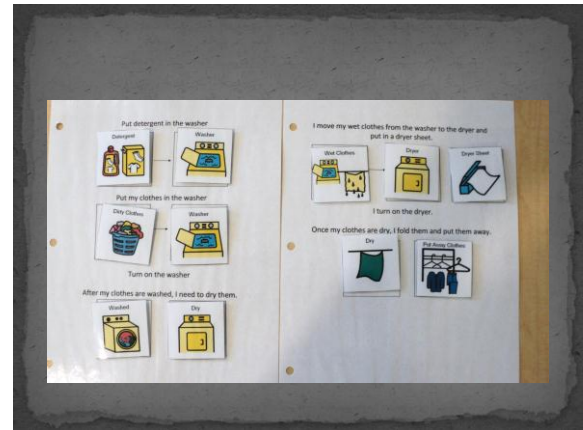 Put detergent in the washer
Detergent
Washer
Put my clothes in the washer
Dirty Clothes
Washer
Turn on the washer
After my clothes are washed, I need to dry them.
Washed
Dry
I move my wet clothes from the washer to the dryer and
put in a dryer sheet.
Wet Clothes
Dryer
Dryer Sheet
I turn on the dryer.
Once my clothes are dry, I fold them and put them away.
Dry
Put Away Clothes